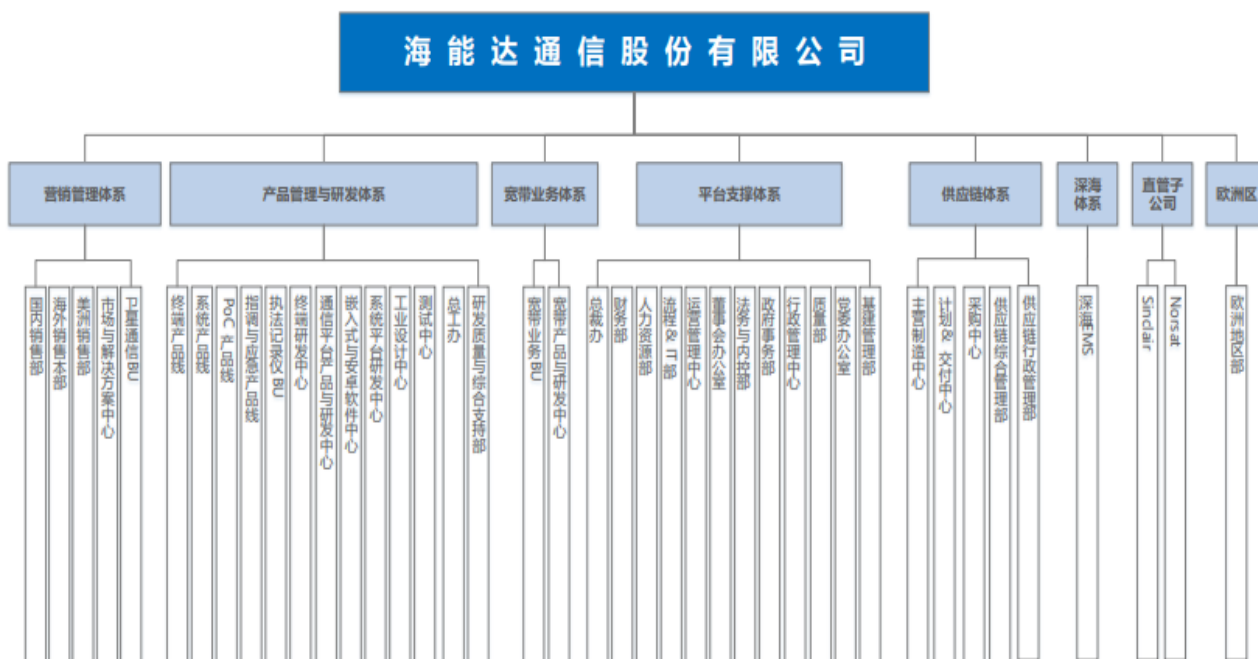 海能达通信股份有限公司
营销管理体系
产品管理与研发体系
宽带业务体系
平台支撑体系
供应链体系
深海
体系
直管子
公司
欧洲区
国内销售部
海外销售本部
美洲销售部
市场与解决方案中心
卫星通信BU
终端产品线
系统产品线
PoC 产品线
指调与应急产品线
执法记录仪 BU
终端研发中心
通信平台产品与研发中心
嵌入式与安卓软件中心
系统平台研发中心
工业设计中心
测试中心
总工办
研发质量与综合支持部
宽带业务BU
宽带产品与研发中心
总裁办
财务部
人力资源部
流程& IT部
运营管理中心
董事会办公室
法务与内控部
政府事务部
行政管理中心
质量部
党委办公室
基建管理部
主营制造中心
计划& 交付中心
采购中心
供应链综合管理部
供应链行政管理部
深海EMS
Sinclair
Norsat
欧洲地区部